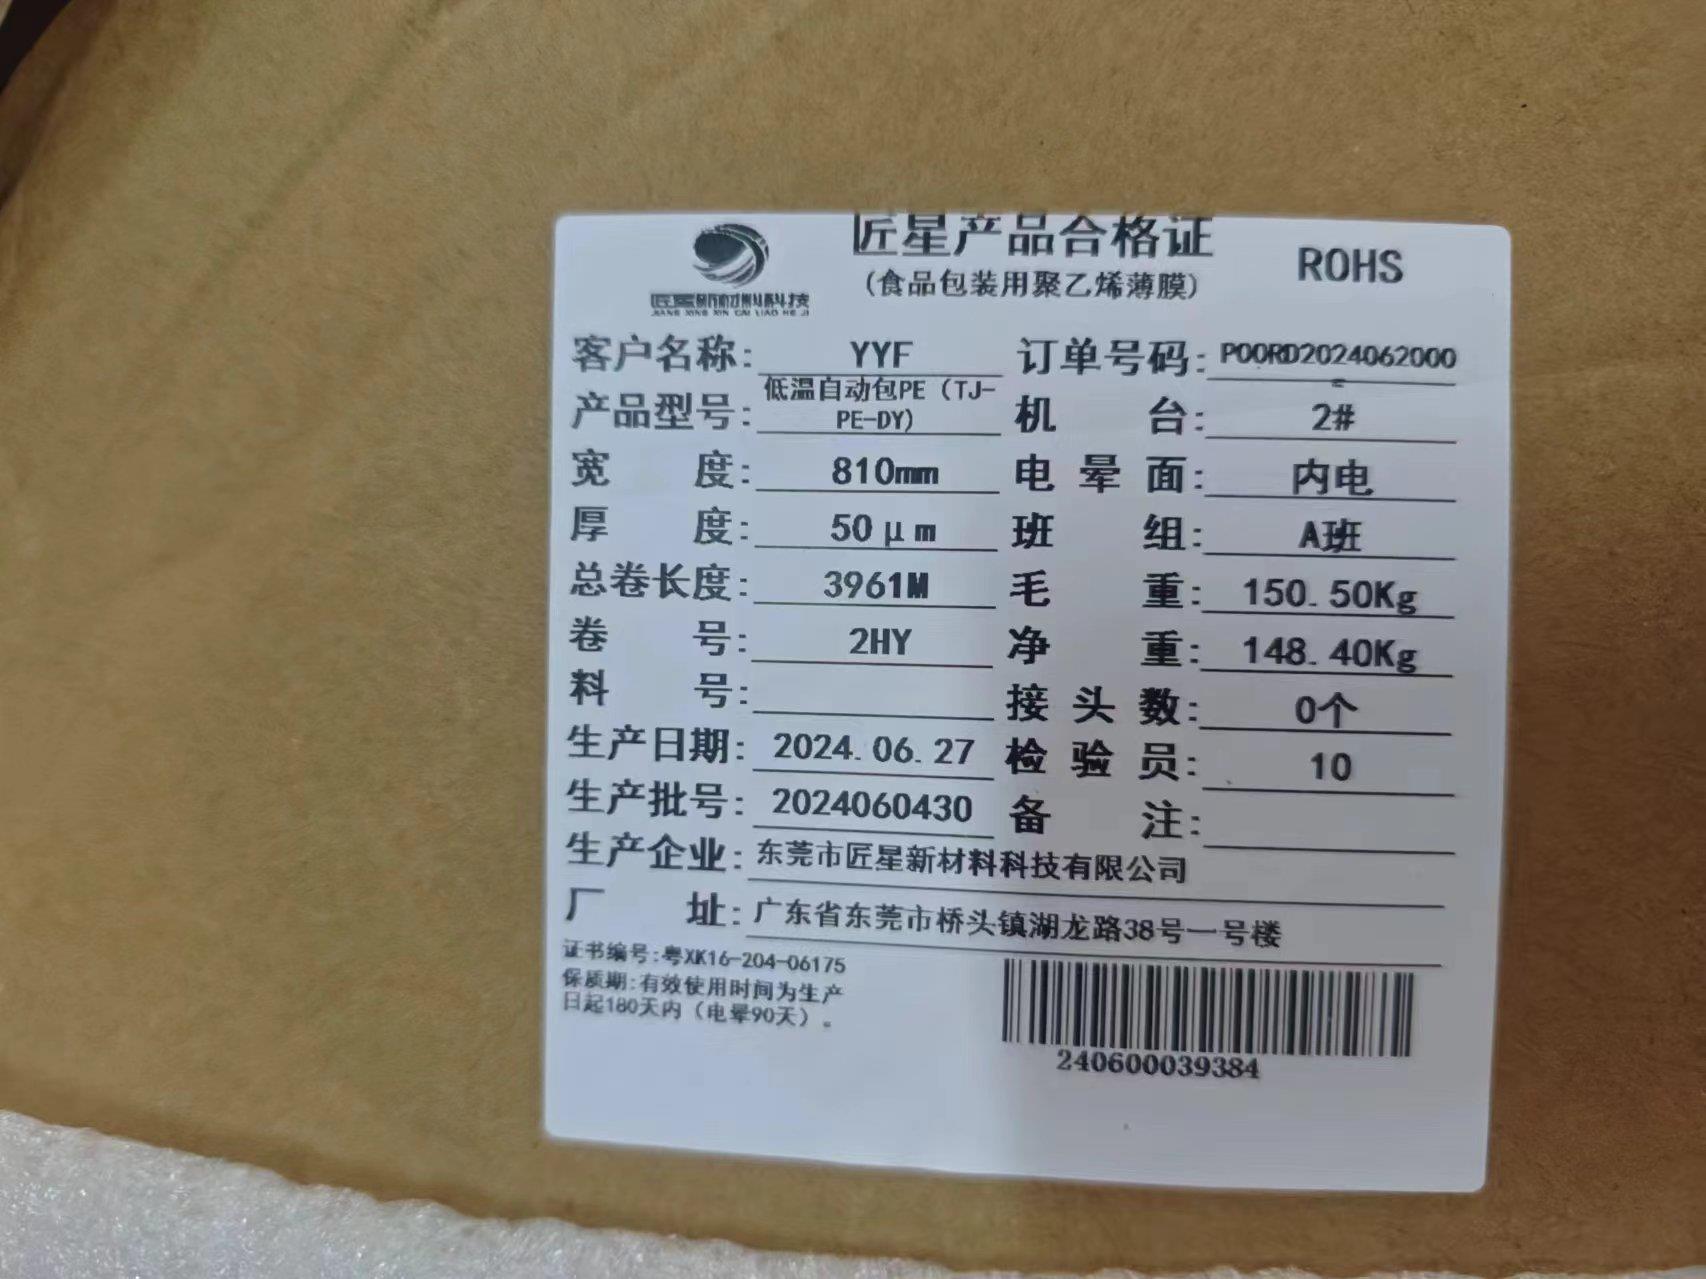 匠星产品合格证
(食品包装用聚乙烯薄膜)
ROHS
匠星新材料科技
JIANG XING XIN CAI LIAO KE JI
客户名称: YYF 订单号码: POORD2024062000
产品型号: 低温自动包PE（TJ-
PE-DY) 机台: 2#
宽度: 810mm 电晕面: 内电
厚度: 50μm 班组: A班
总卷长度: 3961M 毛重: 150.50Kg
卷号: 2HY 净重: 148.40Kg
料号: 接头数: 0个
生产日期: 2024.06.27 检验员: 10
生产批号: 2024060430 备注:
生产企业: 东莞市匠星新材料科技有限公司
厂址: 广东省东莞市桥头镇湖龙路38号一号楼
证书编号:粤XK16-204-06175
保质期:有效使用时间为生产
日起180天内（电晕90天）。
240600039384